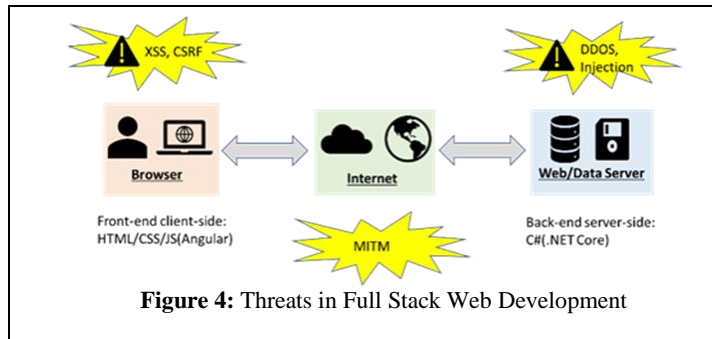 XSS, CSRF
DDOS,
Injection
Browser
Internet
Web/Data Server
Front-end client-side:
HTML/CSS/JS(Angular)
MITM
Back-end server-side:
C#(.NET Core)
Figure 4: Threats in Full Stack Web Development